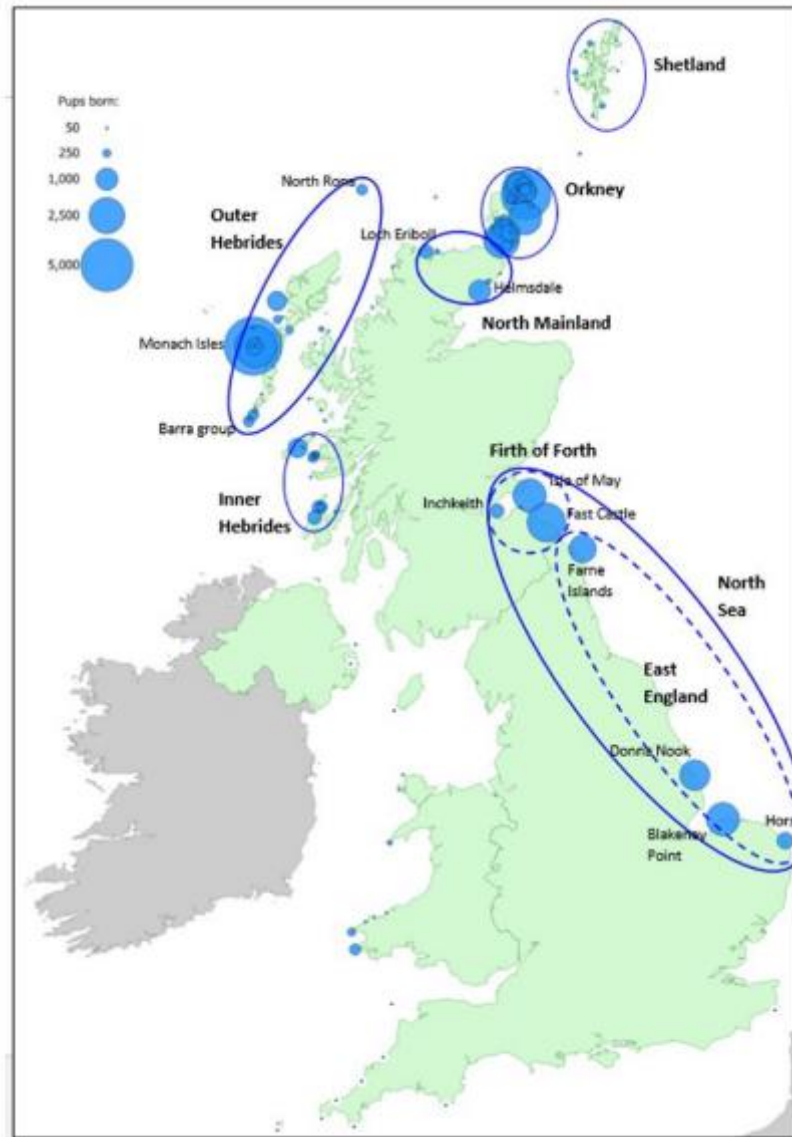 Shetland
Pups born:
50
250
1,000
2,500
5,000
North Rona
Orkney
Outer
Hebrides
Loch Eriboll
Helmsdale
North Mainland
Monach Isles
Barra group
Firth of Forth
Isle of May
Inchkeith
Fast Castle
Inner
Hebrides
Farne
Islands
North
Sea
East
England
Donna Nook
Blakeney
Point
Hors